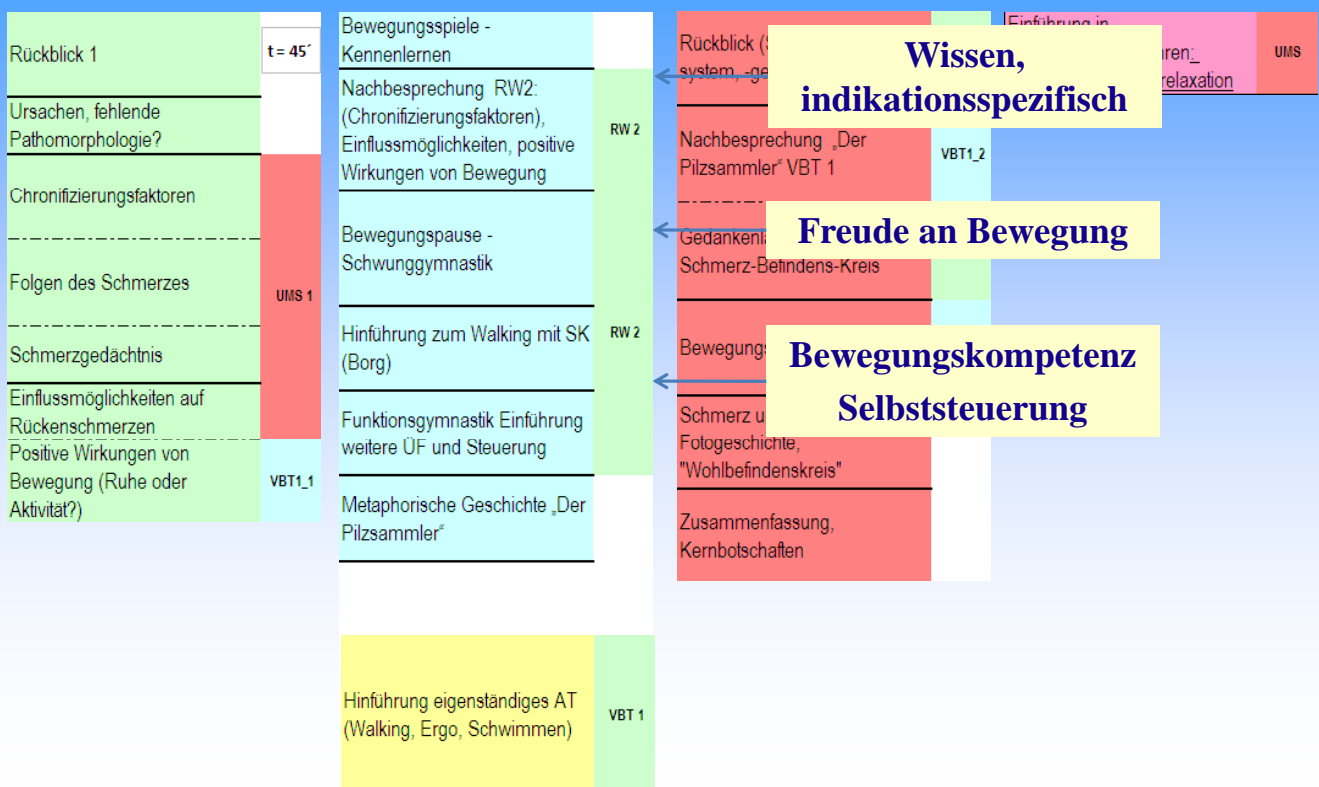 Rückblick 1
t = 45´
Ursachen, fehlende
Pathomorphologie?
Chronifizierungsfaktoren
Folgen des Schmerzes
UMS 1
Schmerzgedächtnis
Einflussmöglichkeiten auf
Rückenschmerzen
Positive Wirkungen von
Bewegung (Ruhe oder
Aktivität?)
VBT1_1
Bewegungsspiele -
Kennenlernen
Nachbesprechung RW2:
(Chronifizierungsfaktoren),
Einflussmöglichkeiten, positive
Wirkungen von Bewegung
RW 2
Bewegungspause -
Schwunggymnastik
Hinführung zum Walking mit SK
(Borg)
RW 2
Funktionsgymnastik Einführung
weitere ÜF und Steuerung
Metaphorische Geschichte „Der
Pilzsammler“
Hinführung eigenständiges AT
(Walking, Ergo, Schwimmen)
VBT 1
Rückblick
system,
Nachbesprechung „Der
Pilzsammler“ VBT 1
VBT1_2
Schmerz-Befindens-Kreis
Schmerz
Fotogeschichte,
"Wohlbefindenskreis"
Zusammenfassung,
Kernbotschaften
Einführung in
UMS
Wissen,
indikationsspezifisch
Freude an Bewegung
Bewegungskompetenz
Selbststeuerung